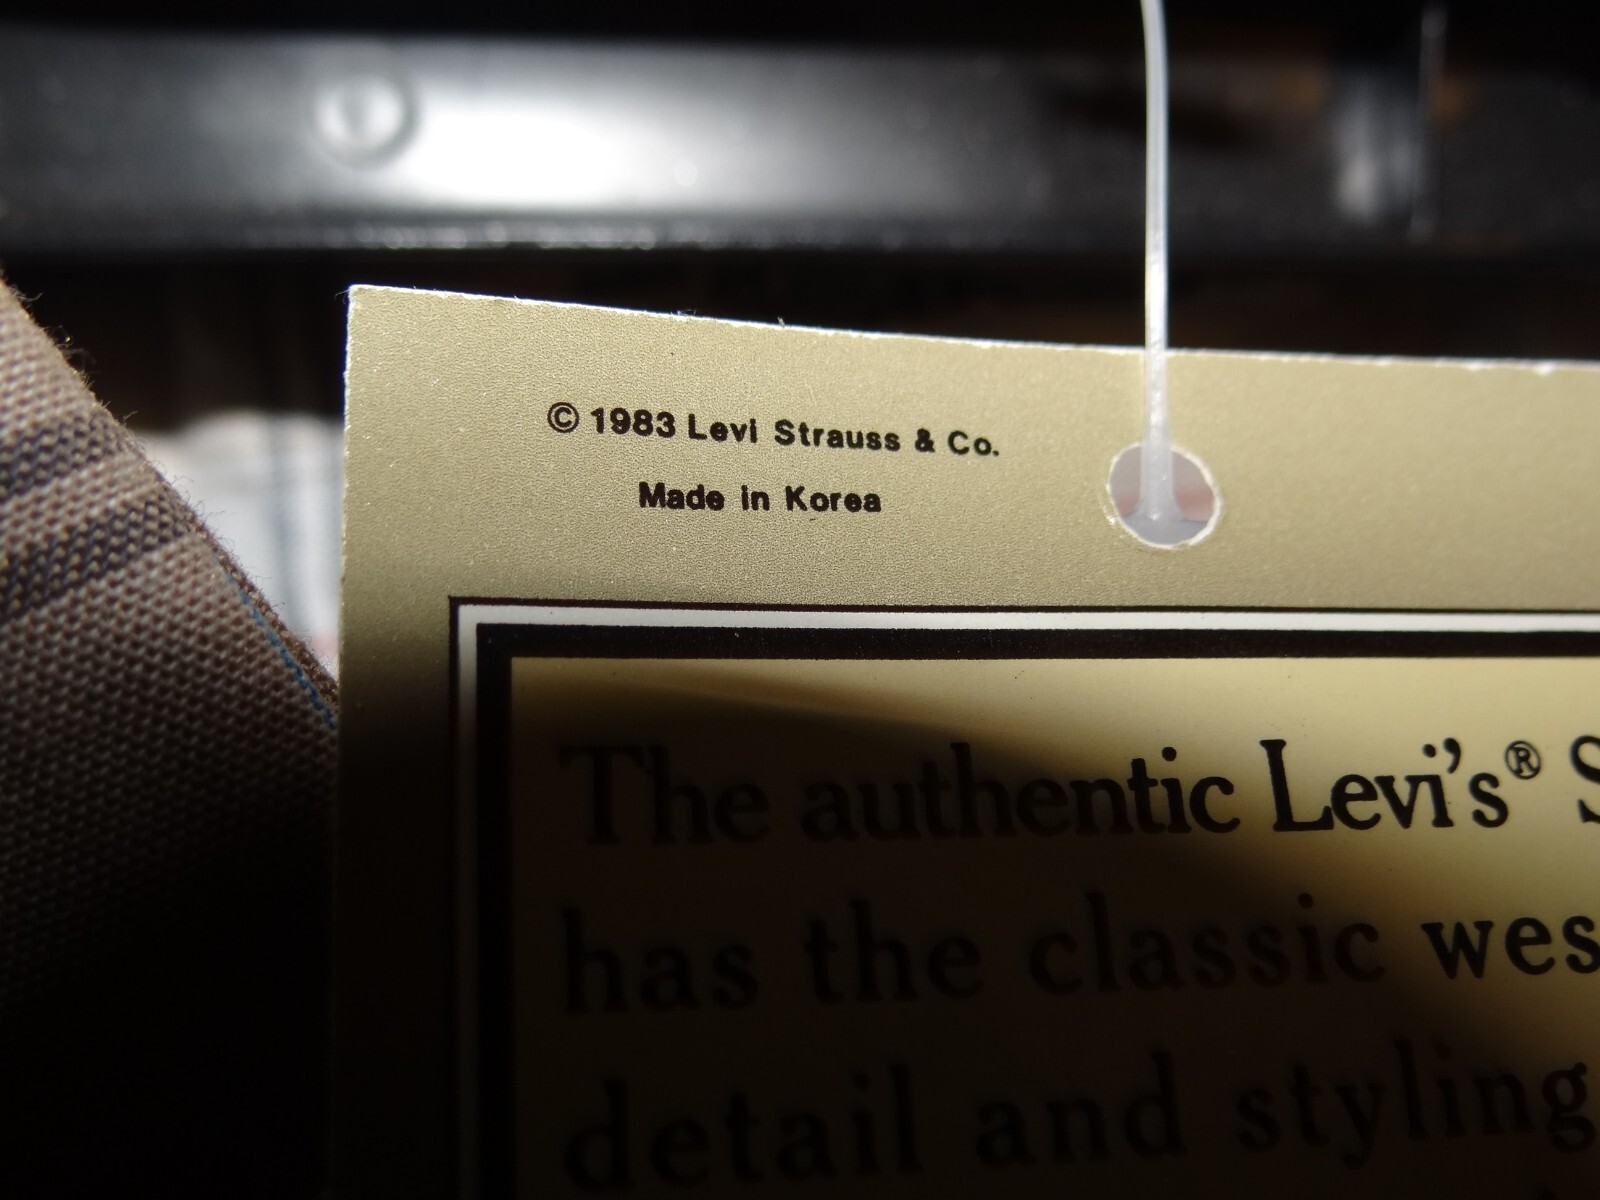 © 1983 Levi Strauss & Co.
Made in Korea
The authentic Levi's® S
has the classic wes
detail and styling